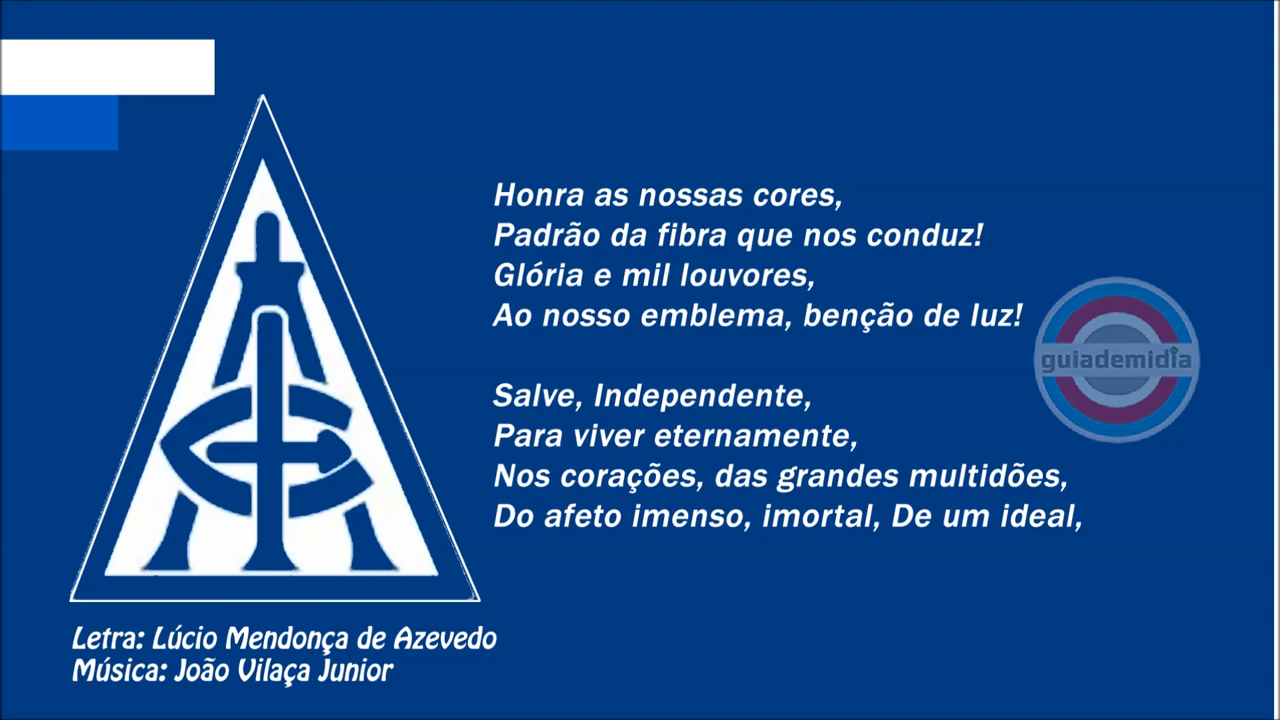 Honra as nossas cores,
Padrão da fibra que nos conduz!
Glória e mil louvores,
Ao nosso emblema, benção de luz!
Salve, Independente,
Para viver eternamente,
Nos corações, das grandes multidões,
Do afeto imenso, imortal, De um ideal,
guiademidia
Letra: Lúcio Mendonça de Azevedo
Música: João Vilaça Junior